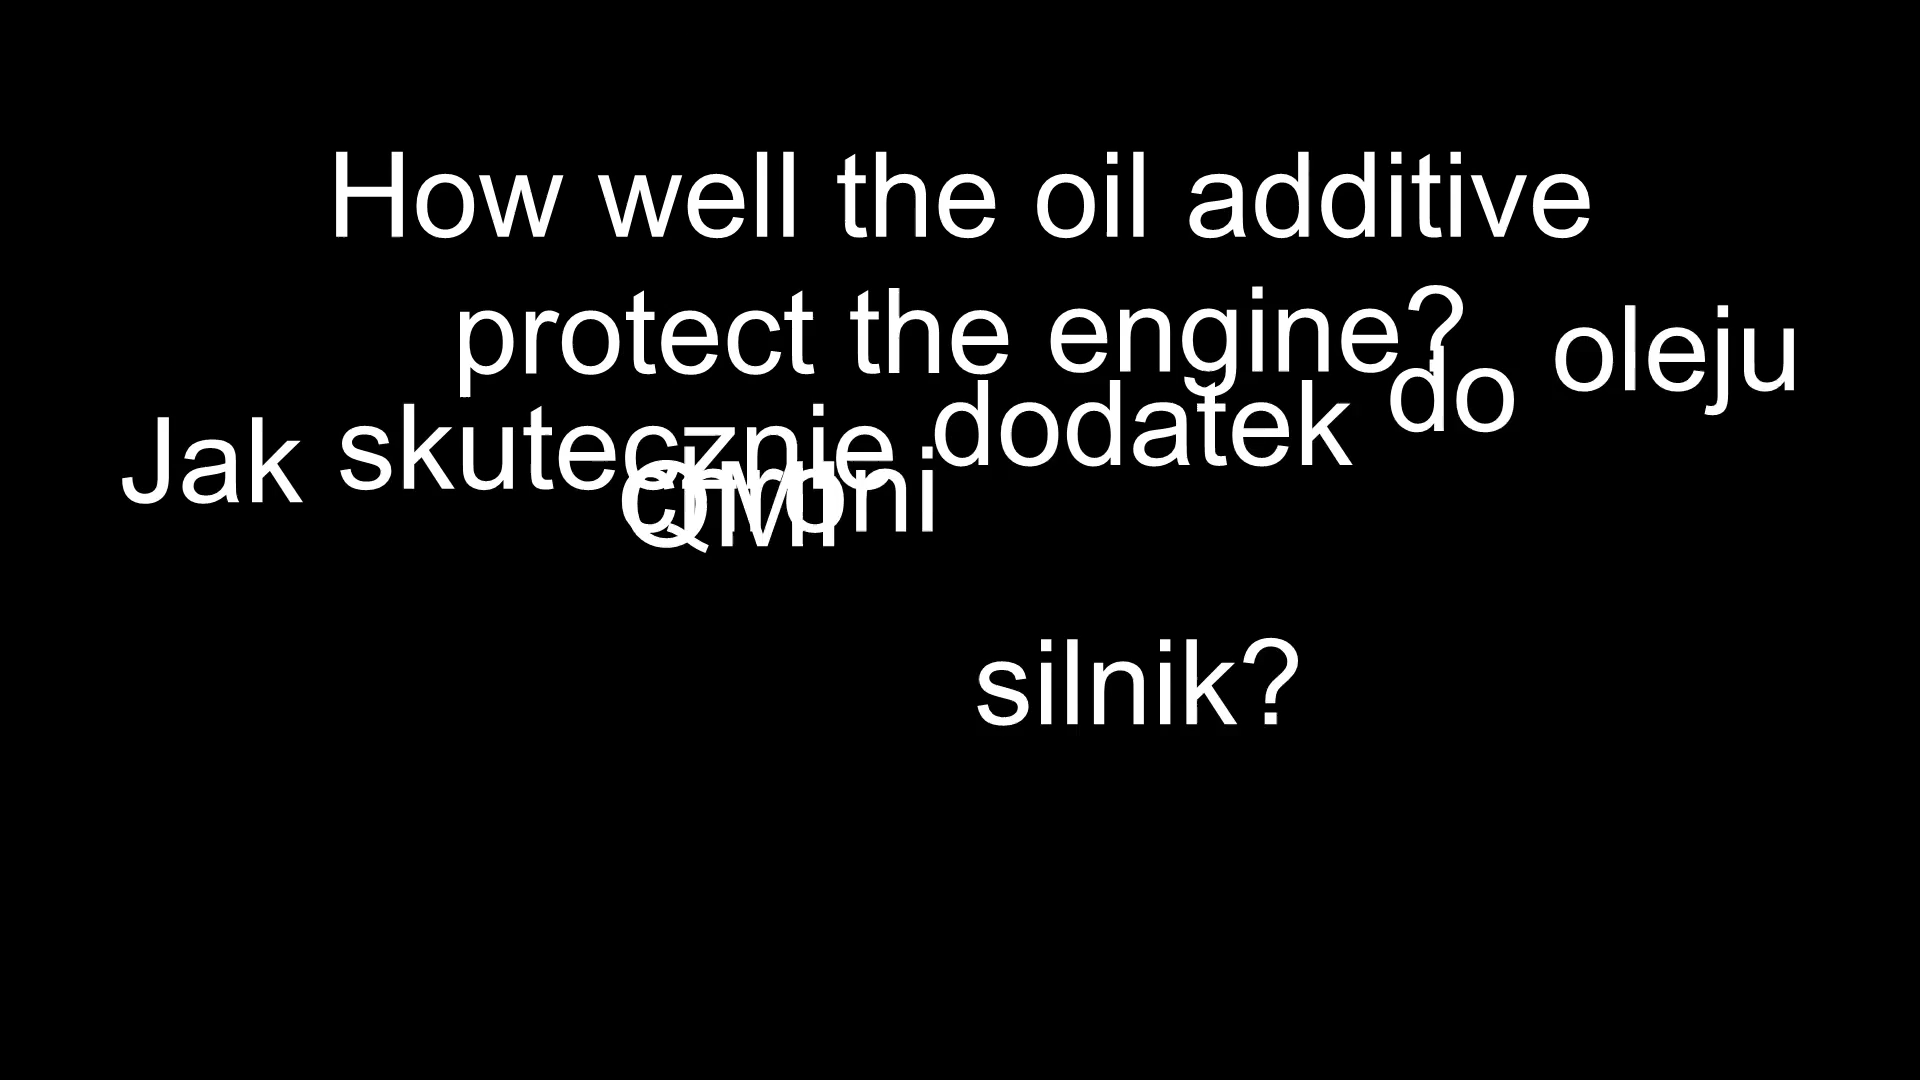 How well the oil additive
protect the engine?
Jak skutecznie dodatek do oleju
QMI chroni
silnik?